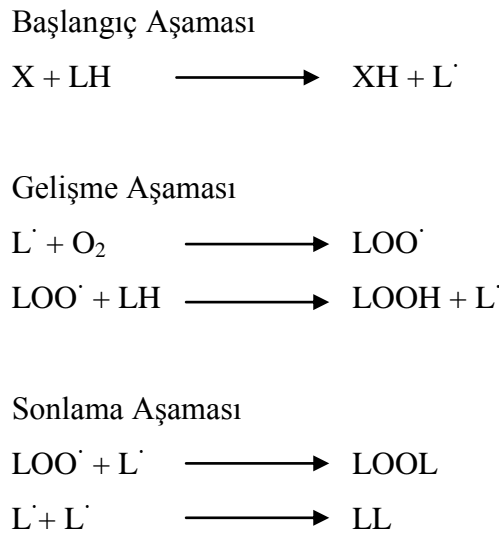 Başlangıç Aşaması
X + LH ⟶ XH + L˙
Gelişme Aşaması
L˙ + O₂ ⟶ LOO˙
LOO˙ + LH ⟶ LOOH + L˙
Sonlama Aşaması
LOO˙ + L˙ ⟶ LOOL
L˙+ L˙ ⟶ LL